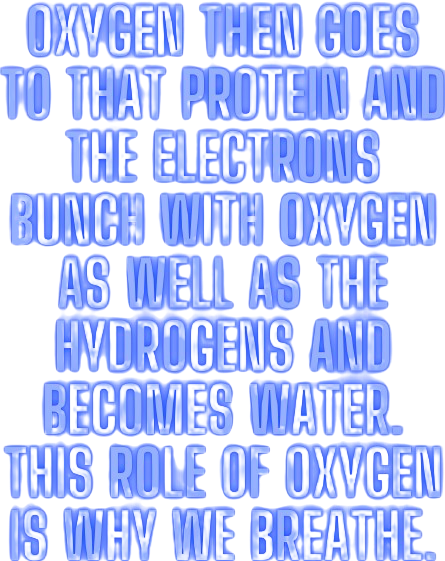 OXYGEN THEN GOES
TO THAT PROTEIN AND
THE ELECTRONS
BUNCH WITH OXYGEN
AS WELL AS THE
HYDROGENS AND
BECOMES WATER.
THIS ROLE OF OXYGEN
IS WHY WE BREATHE.